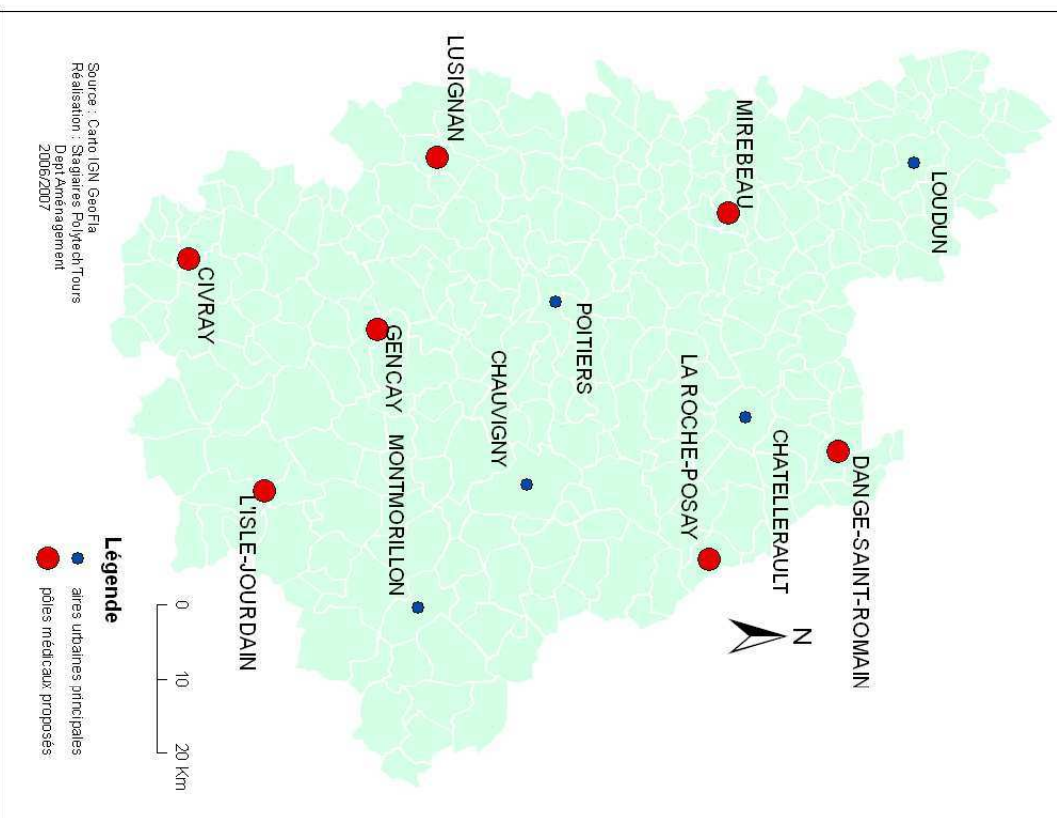 LOUDUN
DANGE-SAINT-ROMAIN
CHATELLERAULT
MIREBEAU
LA ROCHE-POSAY
N
POITIERS
CHAUVIGNY
LUSIGNAN
GENCAY
MONTMORILLON
CIVRAY
L'ISLE-JOURDAIN
0 10 20 Km
Légende
aires urbaines principales
pôles médicaux proposés
Source : Carto IGN GeoFla
Réalisation : Stagiaires Polytech'Tours
Dept Aménagement
2006/2007